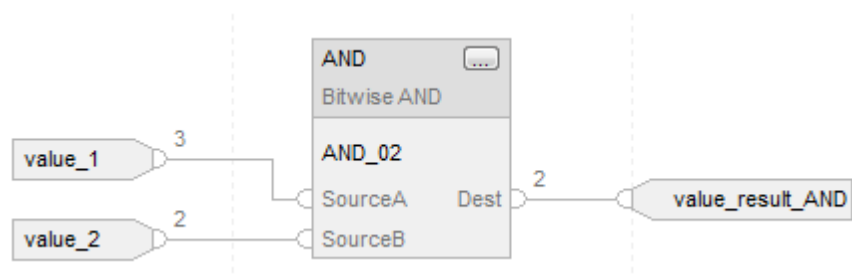 AND ...
Bitwise AND
3
value_1
AND_02
2
SourceA Dest
value_result_AND
2
value_2
SourceB